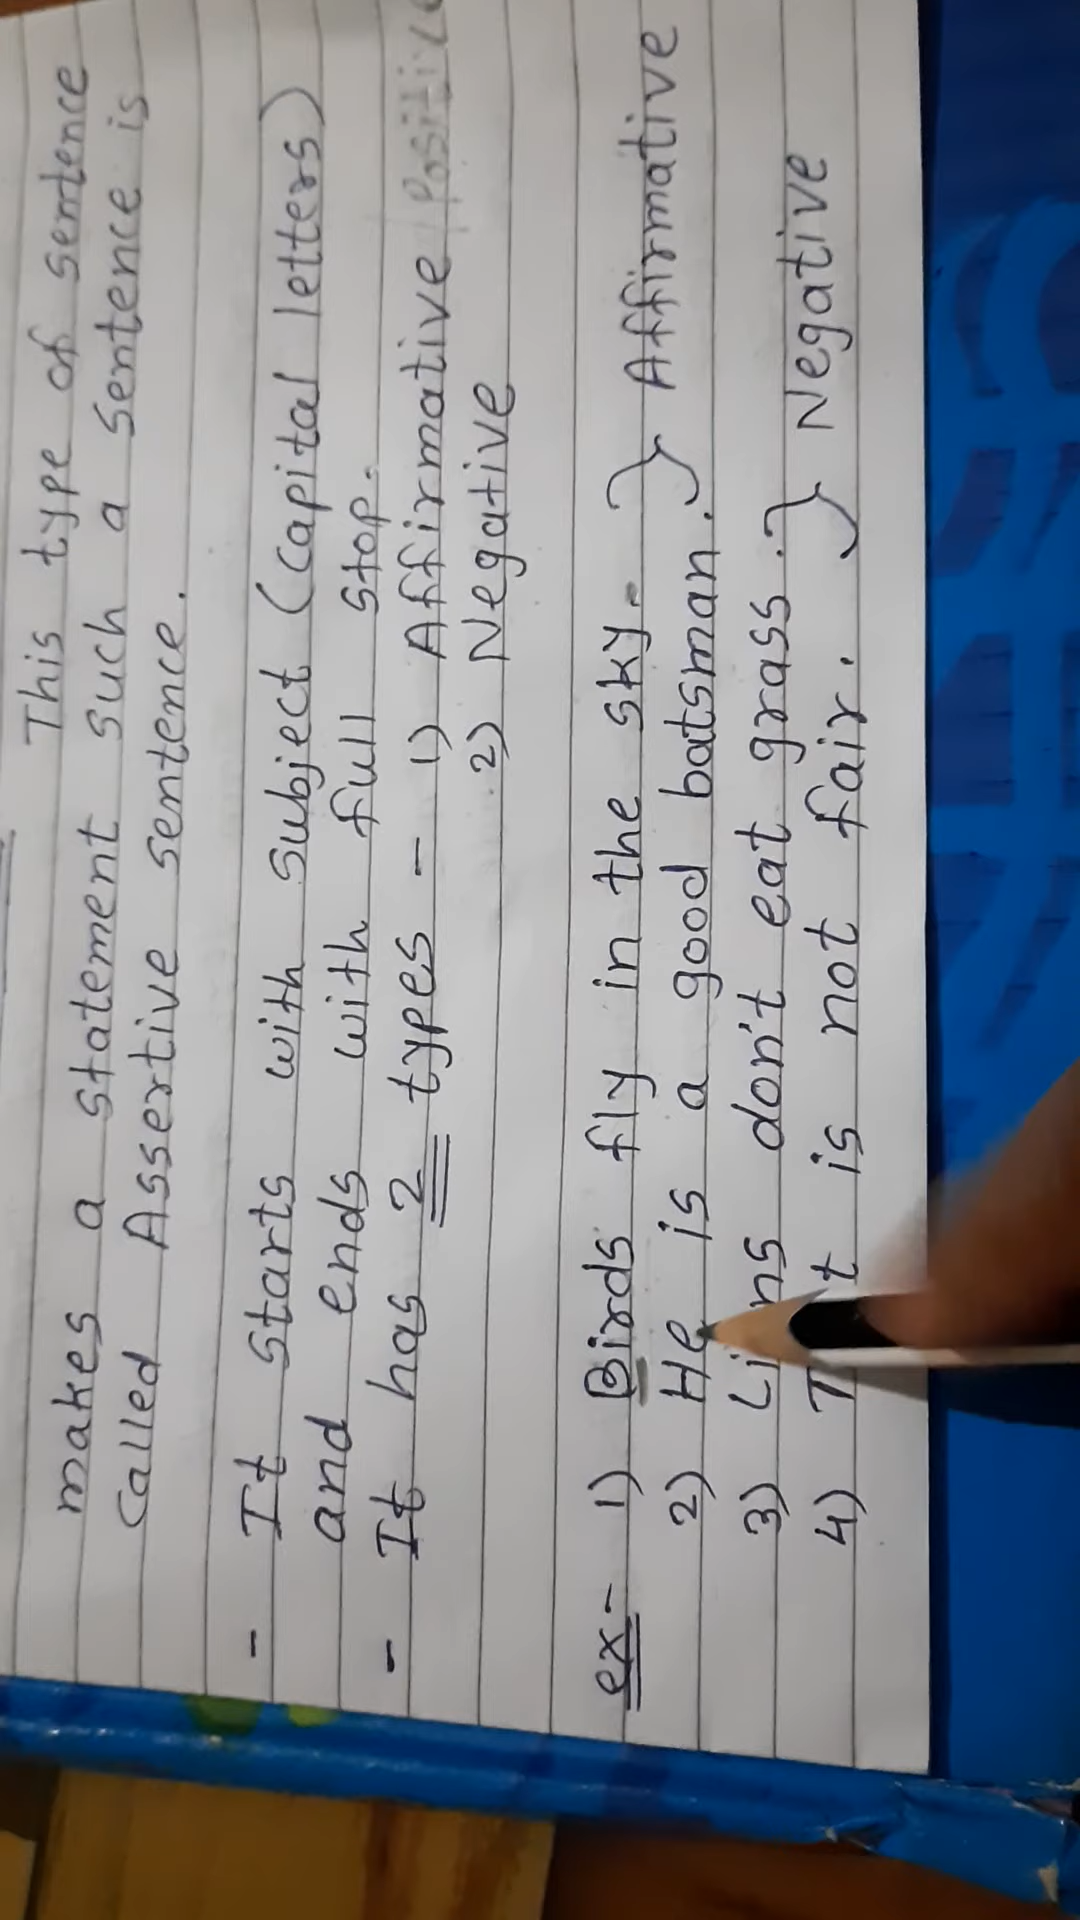 This type of sentence
makes a statement such a sentence is
called Assertive sentence.
- It starts with subject (capital letters)
and ends with full stop.
- It has 2 types - 1) Affirmative / Positive
2) Negative
ex- 1) Birds fly in the sky. } Affirmative
2) He is a good batsman.
3) Lions don't eat grass. } Negative
4) is not fair.